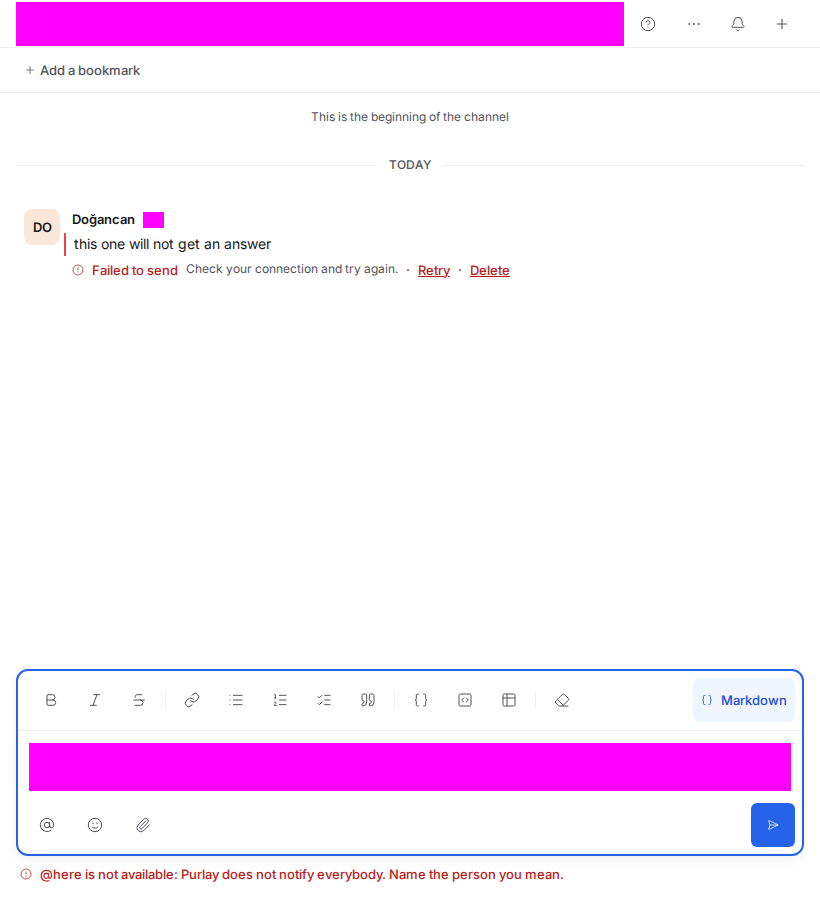 Add a bookmark
This is the beginning of the channel
TODAY
DO
Doğancan
this one will not get an answer
Failed to send Check your connection and try again. · Retry · Delete
Markdown
@here is not available: Purlay does not notify everybody. Name the person you mean.